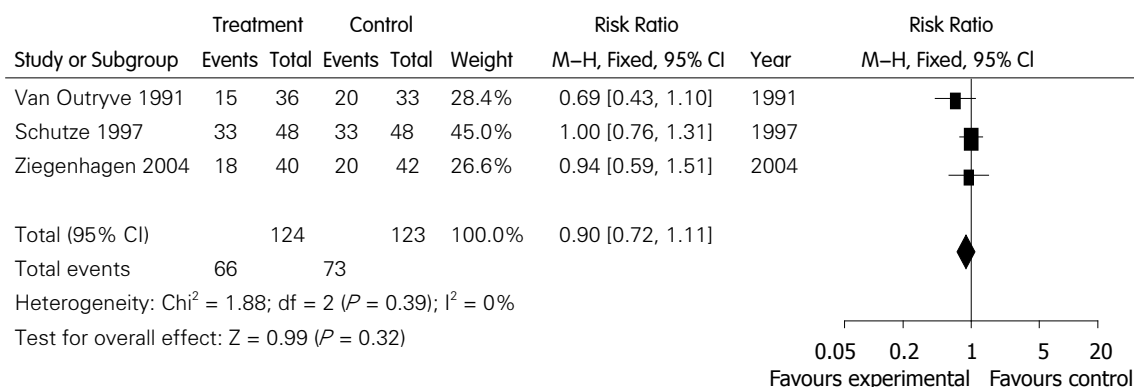 Treatment Control Risk Ratio Risk Ratio
Study or Subgroup Events Total Events Total Weight M–H, Fixed, 95% CI Year M–H, Fixed, 95% CI
Van Outryve 1991 15 36 20 33 28.4% 0.69 [0.43, 1.10] 1991
Schutze 1997 33 48 33 48 45.0% 1.00 [0.76, 1.31] 1997
Ziegenhagen 2004 18 40 20 42 26.6% 0.94 [0.59, 1.51] 2004
Total (95% CI) 124 123 100.0% 0.90 [0.72, 1.11]
Total events 66 73
Heterogeneity: Chi² = 1.88; df = 2 (P = 0.39); I² = 0%
Test for overall effect: Z = 0.99 (P = 0.32)
0.05 0.2 1 5 20
Favours experimental Favours control